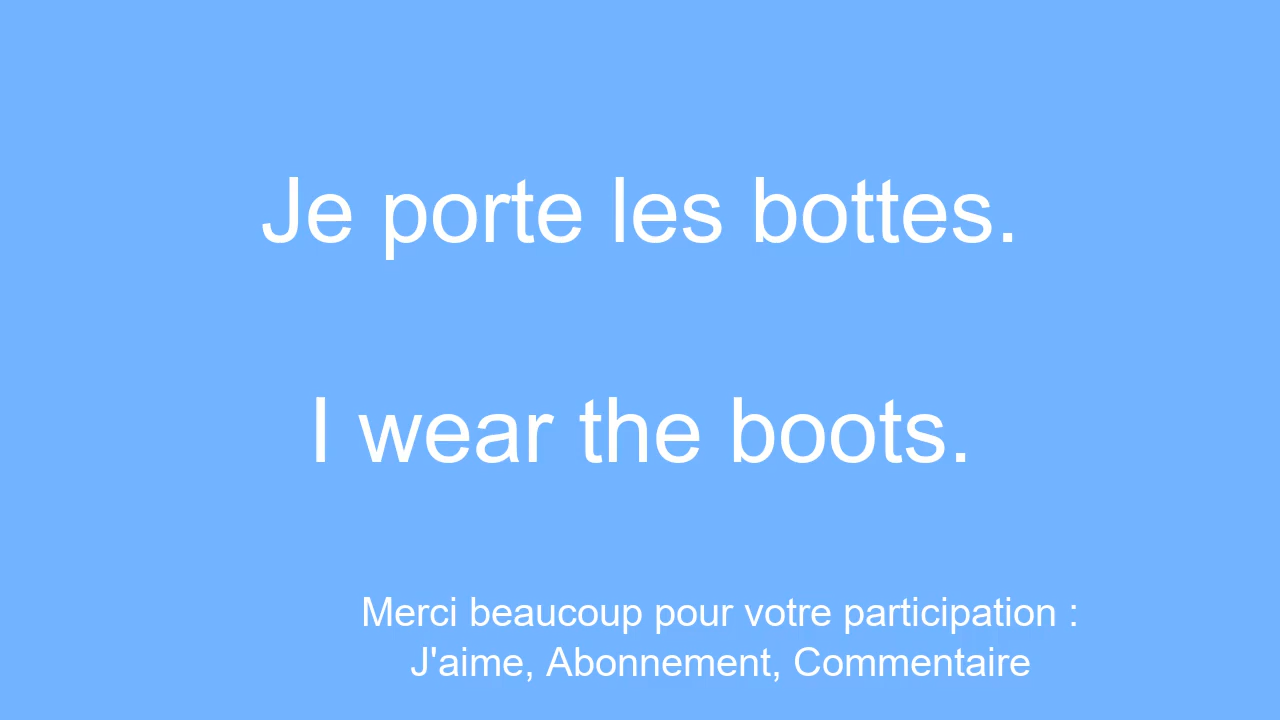 Je porte les bottes.
I wear the boots.
Merci beaucoup pour votre participation :
J'aime, Abonnement, Commentaire